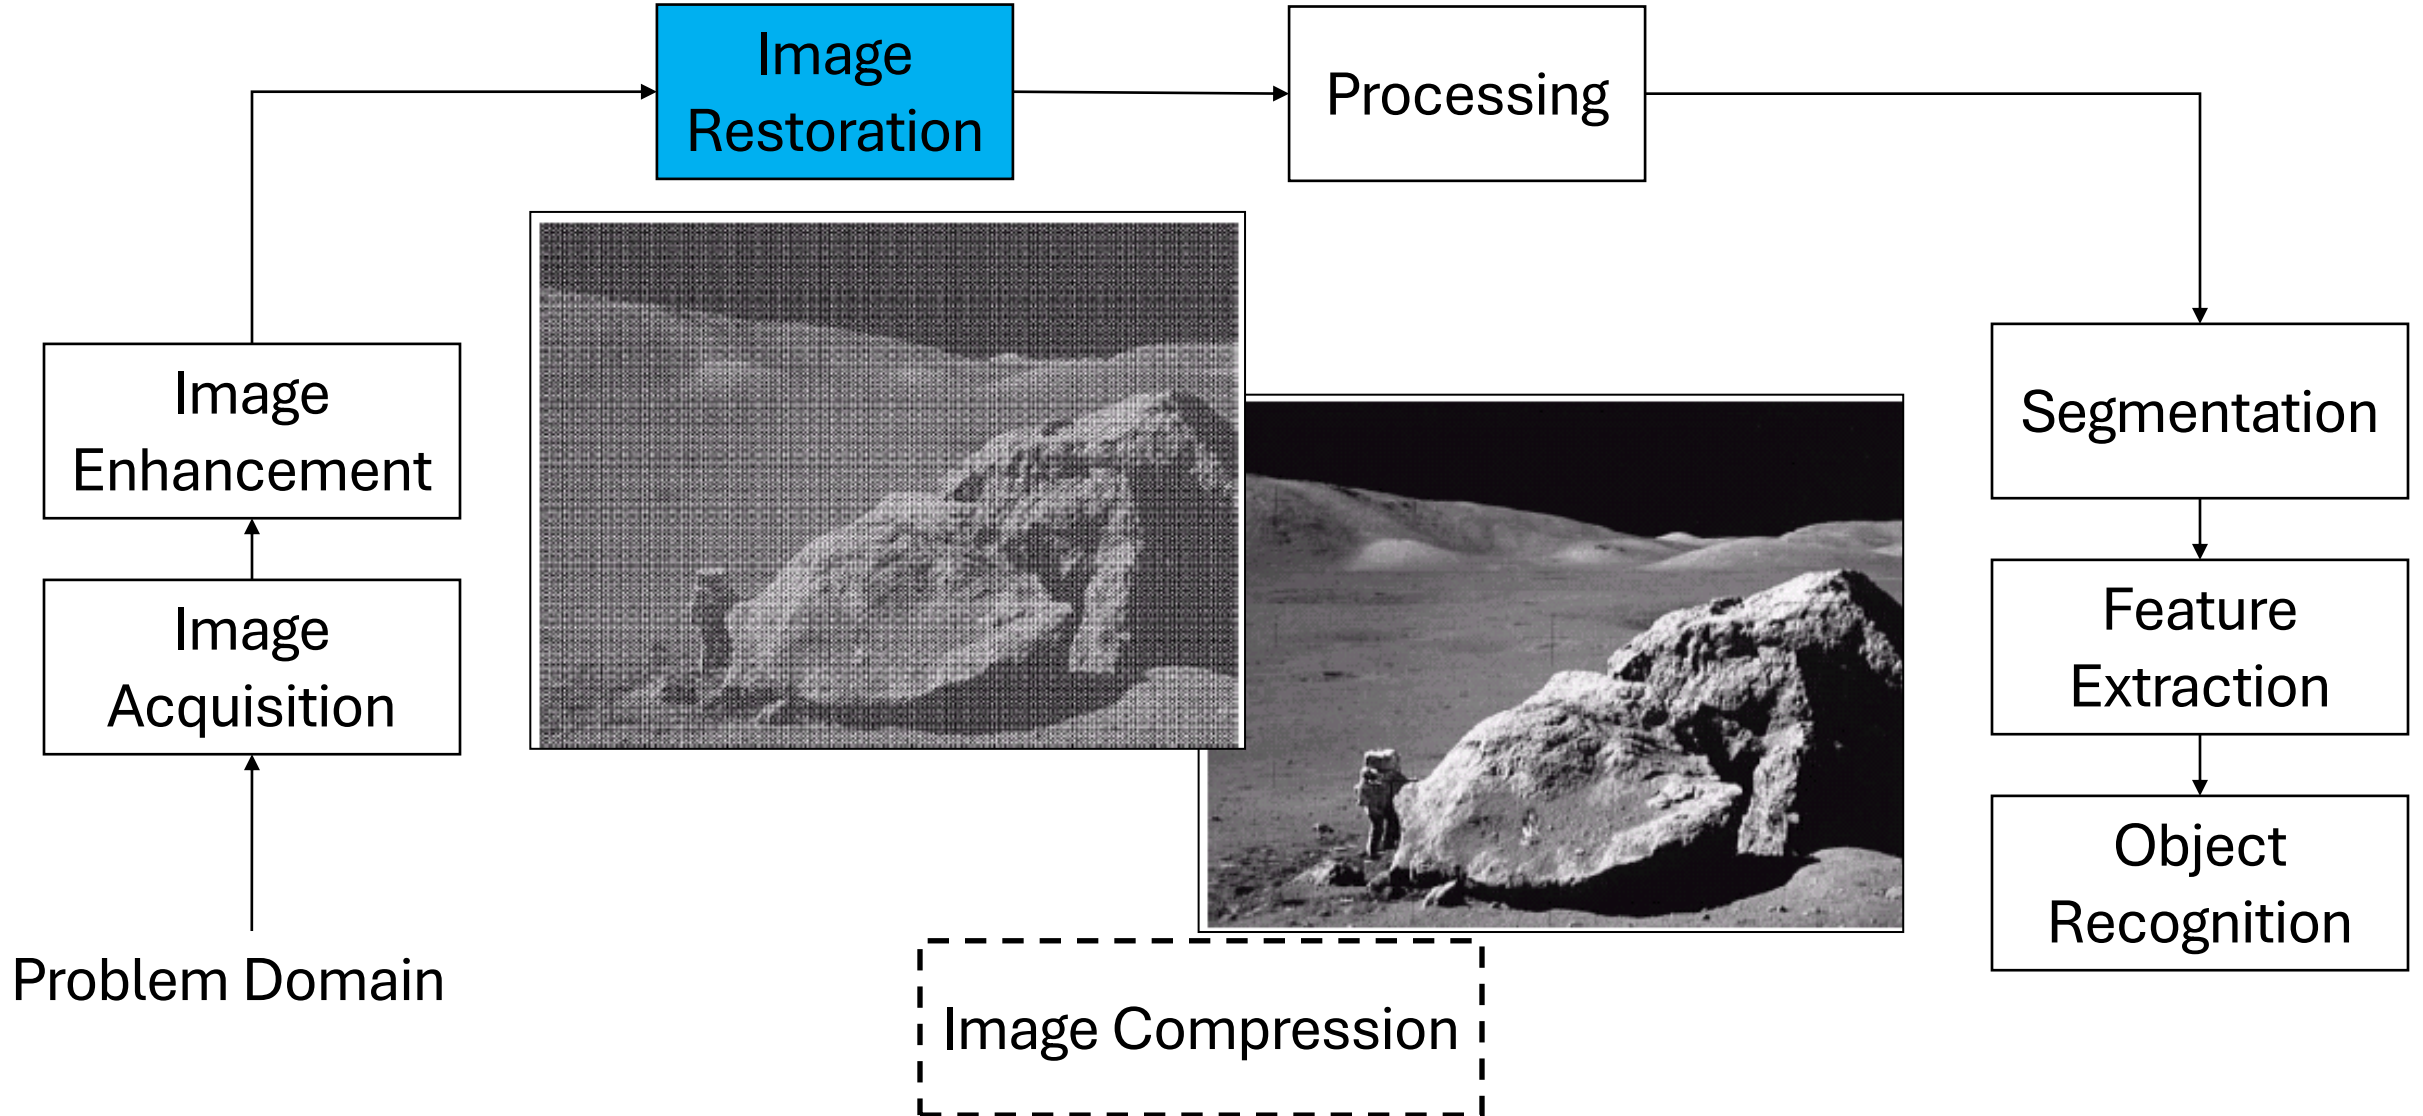 Image
Restoration
Processing
Image
Enhancement
Segmentation
Image
Acquisition
Feature
Extraction
Object
Recognition
Problem Domain
Image Compression